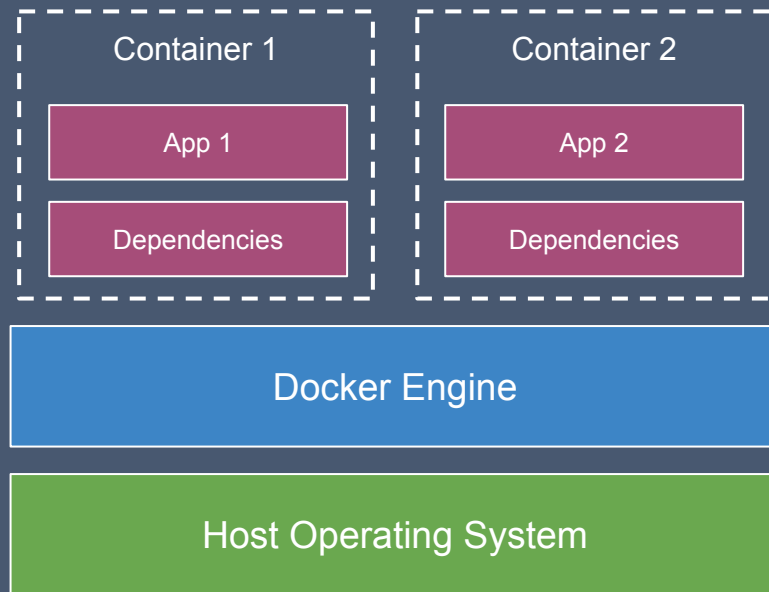 Container 1
App 1
Dependencies
Container 2
App 2
Dependencies
Docker Engine
Host Operating System